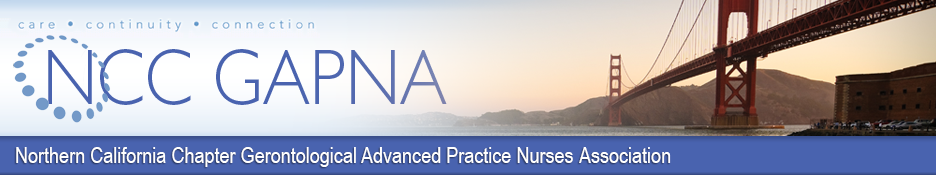 care • continuity • connection
NCC GAPNA
Northern California Chapter Gerontological Advanced Practice Nurses Association